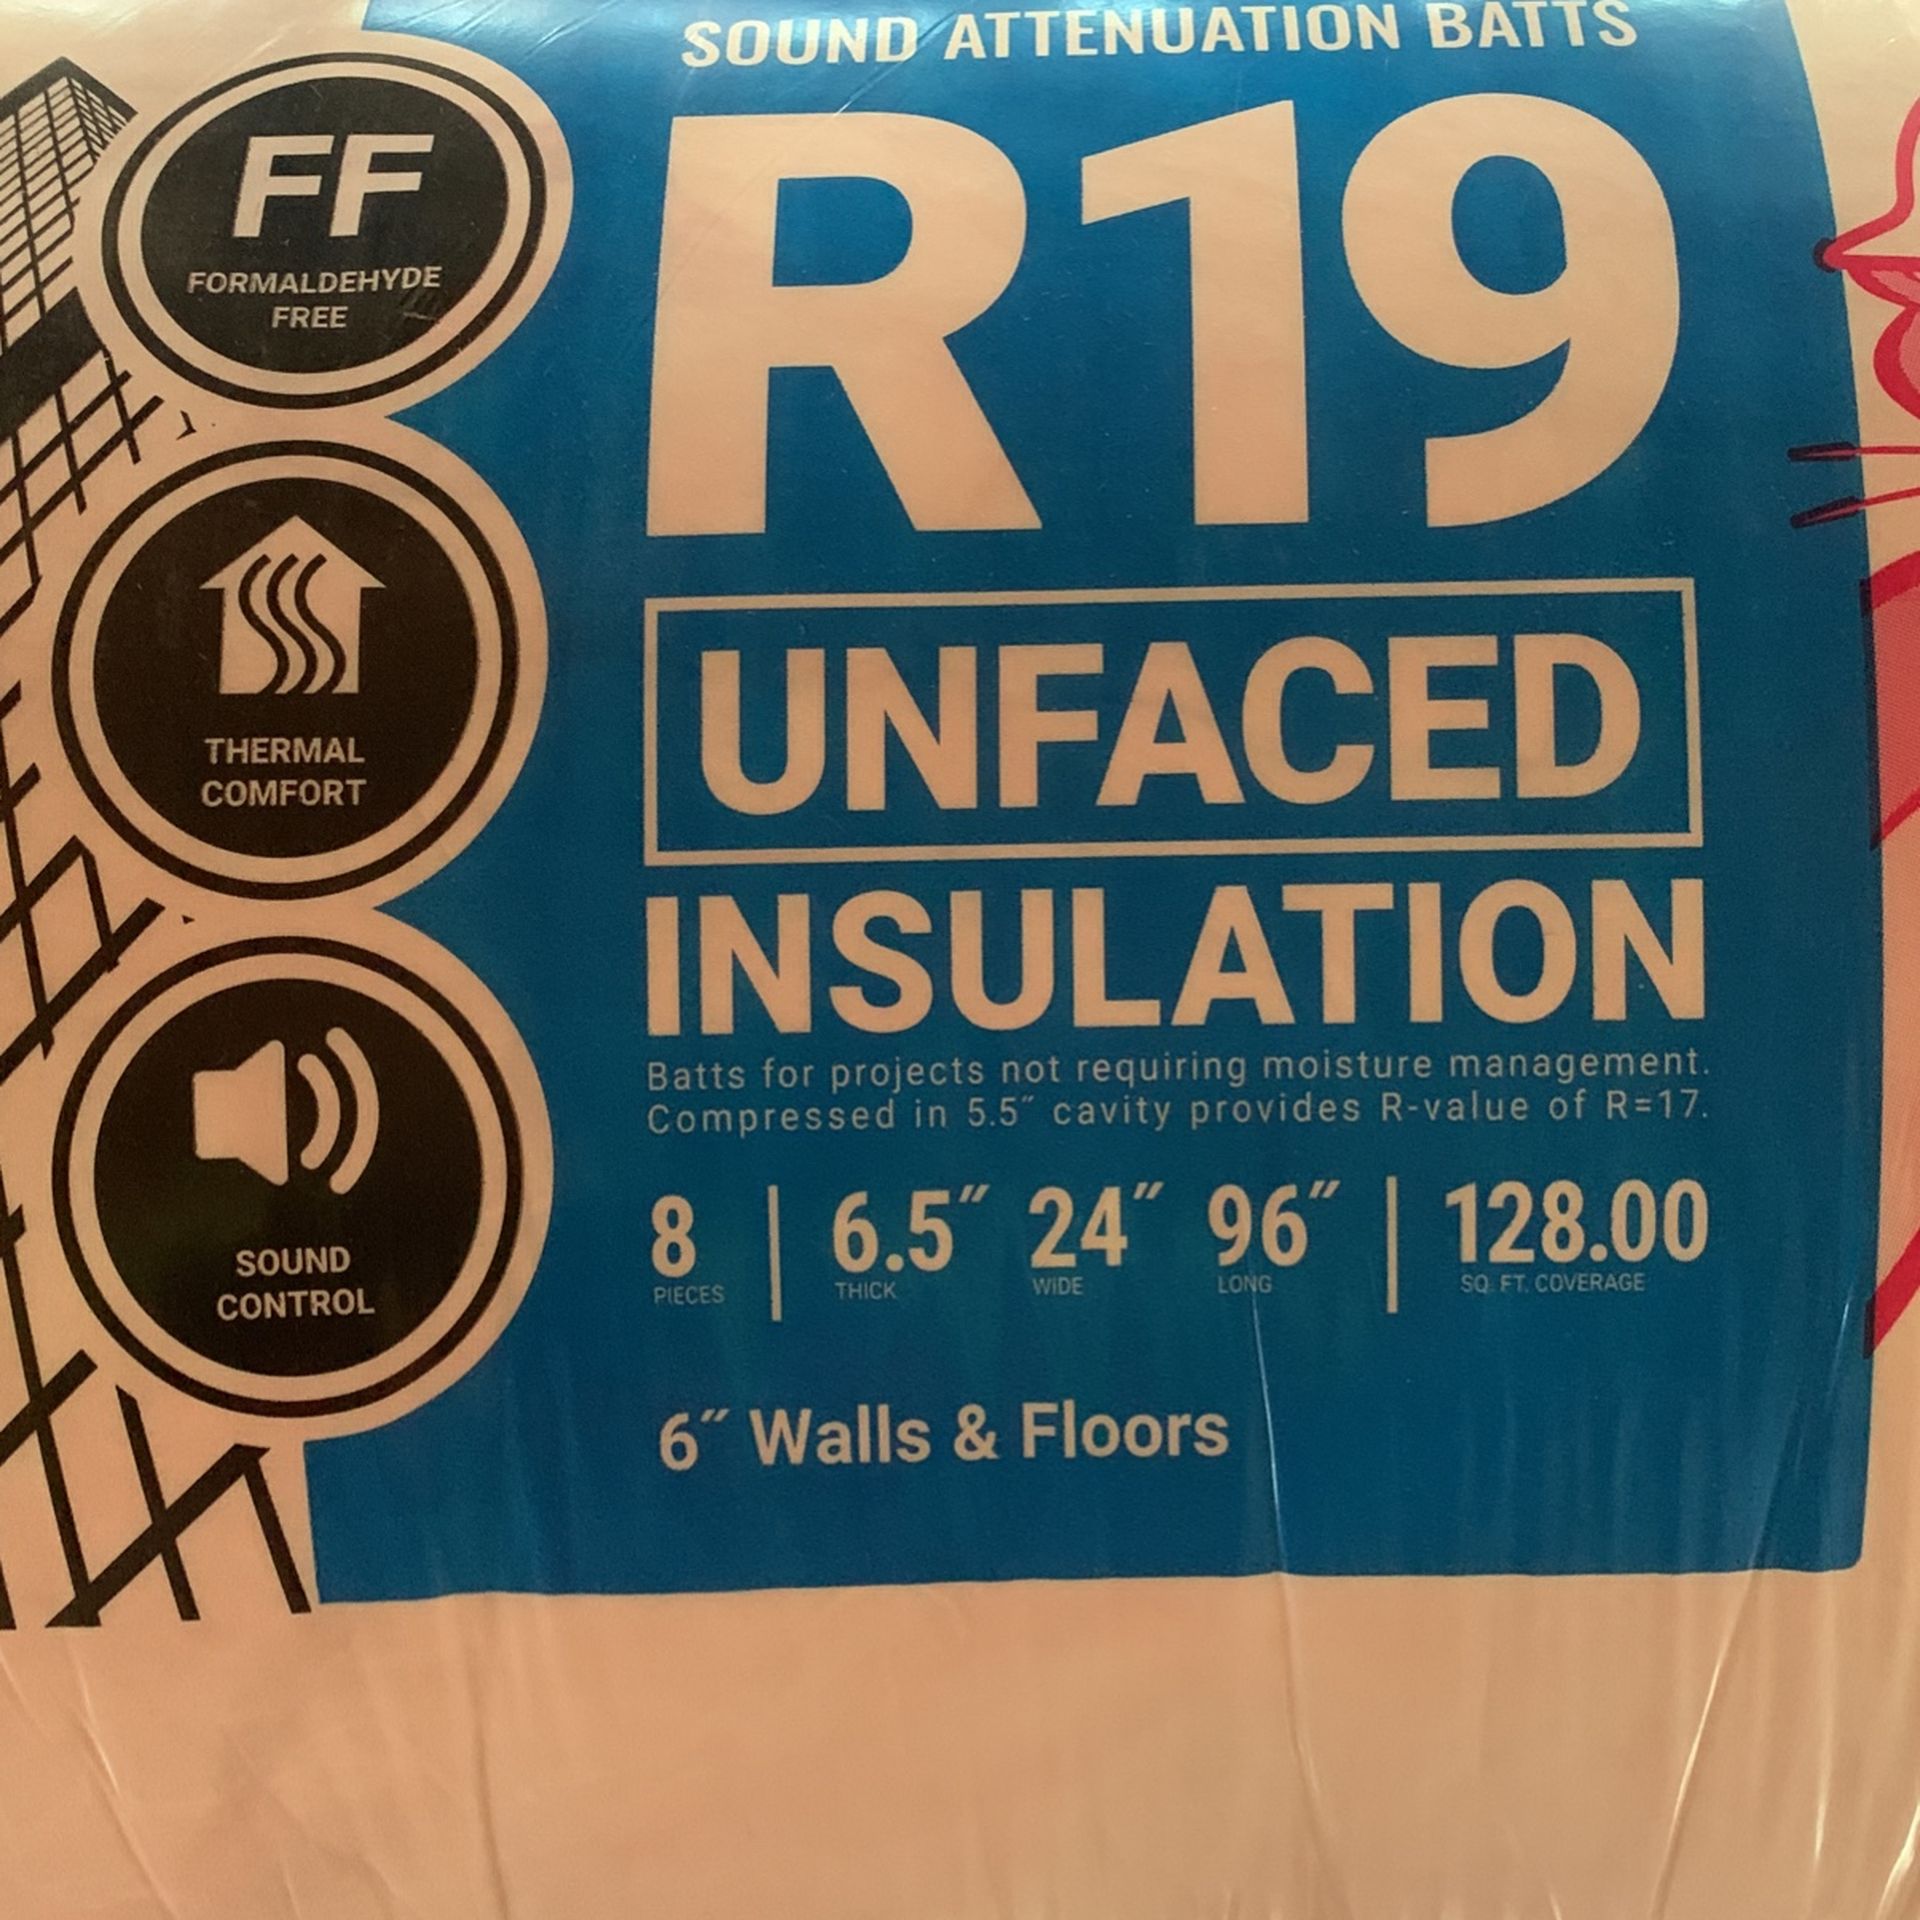 SOUND ATTENUATION BATTS
R19
FF
FORMALDEHYDE
FREE
THERMAL
COMFORT
SOUND
CONTROL
UNFACED
INSULATION
Batts for projects not requiring moisture management.
Compressed in 5.5″ cavity provides R-value of R=17.
8 | 6.5″ 24″ 96″ | 128.00
PIECES THICK WIDE LONG SQ. FT. COVERAGE
6″ Walls & Floors